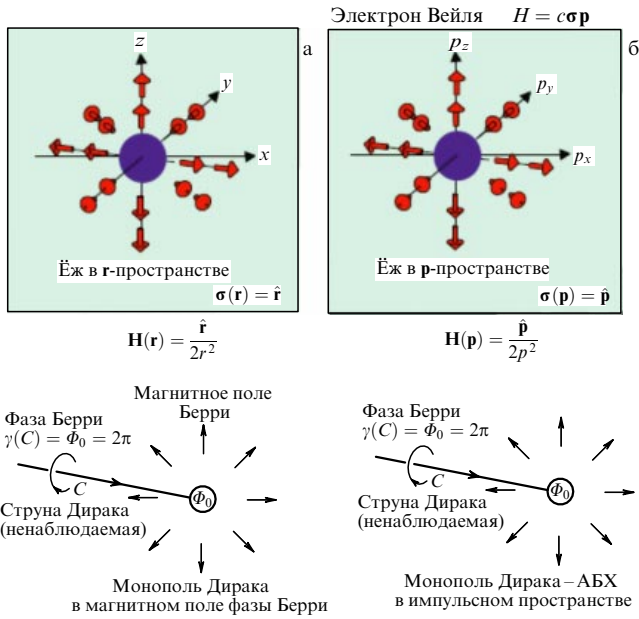 Электрон Вейля H = cσp
а
z
y
x
Ёж в r-пространстве
σ(r) = r̂
H(r) = r̂ / 2r²
Магнитное поле
Берри
Фаза Берри
γ(C) = Φ₀ = 2π
C
Φ₀
Струна Дирака
(ненаблюдаемая)
Монополь Дирака
в магнитном поле фазы Берри
б
p_z
p_y
p_x
Ёж в p-пространстве
σ(p) = p̂
H(p) = p̂ / 2p²
Фаза Берри
γ(C) = Φ₀ = 2π
C
Φ₀
Струна Дирака
(ненаблюдаемая)
Монополь Дирака – АБХ
в импульсном пространстве